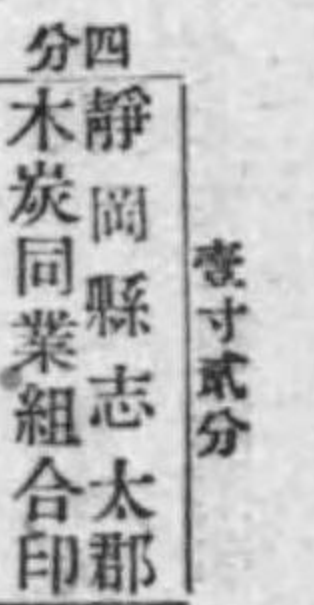 四分
壹寸貳分
靜岡縣志太郡
木炭同業組合印